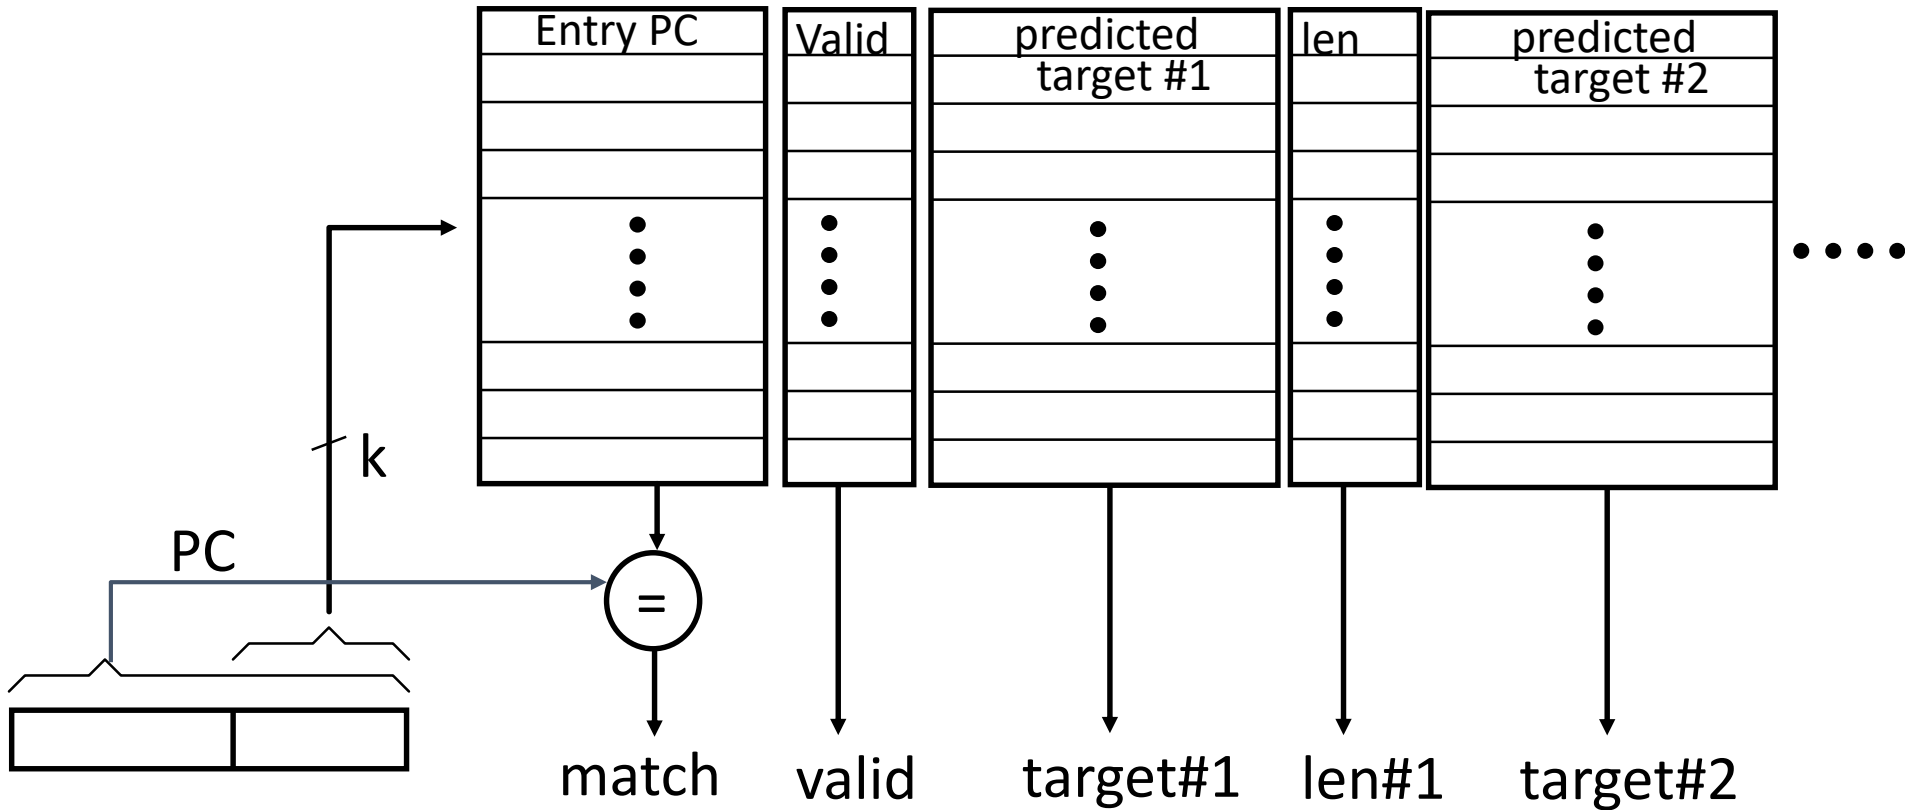 Entry PC
Valid
predicted
target #1
len
predicted
target #2
k
PC
=
match
valid
target#1
len#1
target#2